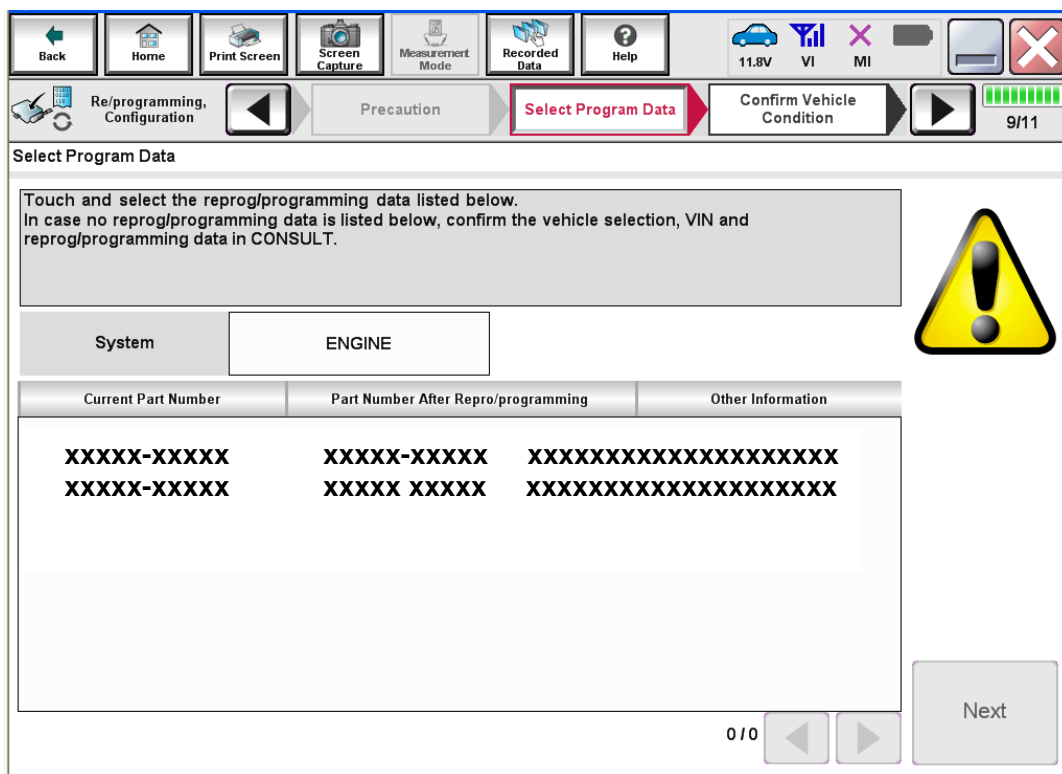 Back
Home
Print Screen
Screen
Capture
Measurement
Mode
Recorded
Data
Help
11.8V
VI
MI
Re/programming,
Configuration
Precaution
Select Program Data
Confirm Vehicle
Condition
9/11
Select Program Data
Touch and select the reprog/programming data listed below.
In case no reprog/programming data is listed below, confirm the vehicle selection, VIN and
reprog/programming data in CONSULT.
System
ENGINE
Current Part Number
Part Number After Repro/programming
Other Information
XXXXX-XXXXX XXXXX-XXXXX XXXXXXXXXXXXXXXXXXXX
XXXXX-XXXXX XXXXX XXXXX XXXXXXXXXXXXXXXXXXXX
0/0
Next